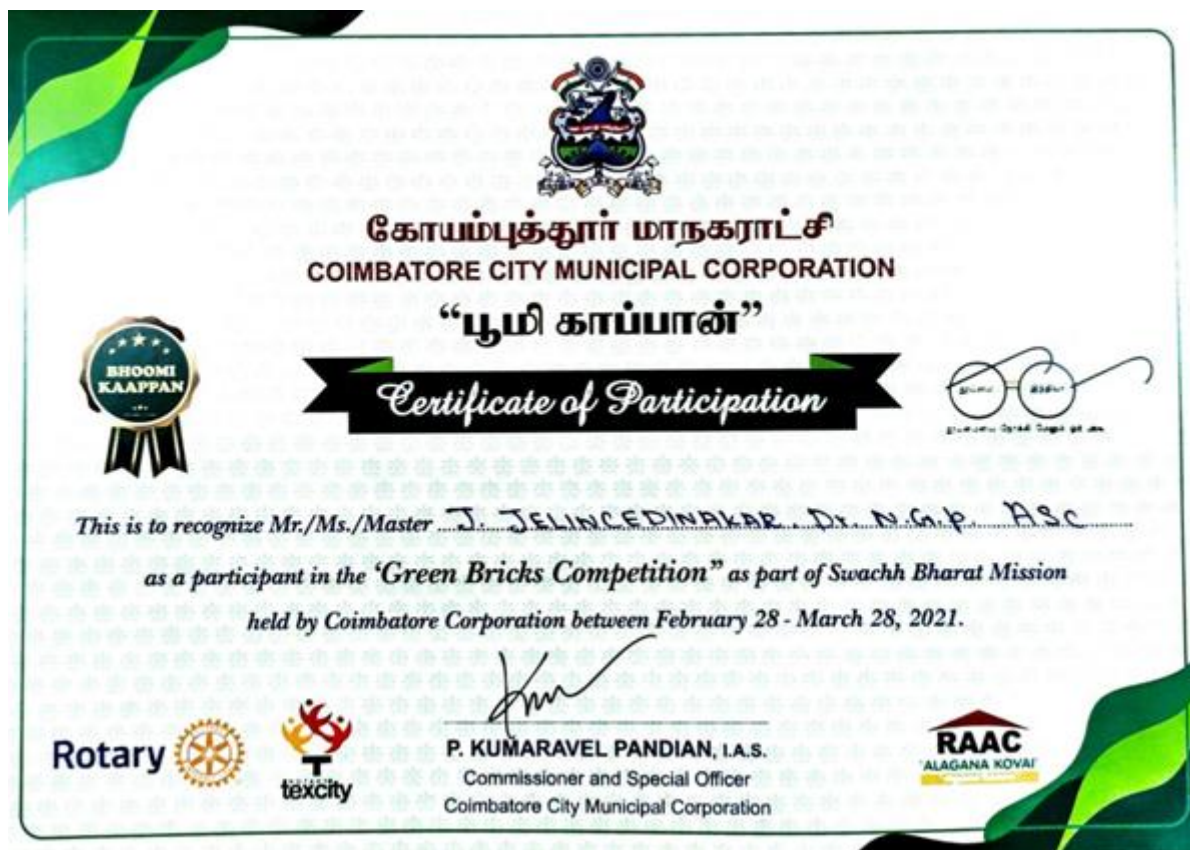 கோயம்புத்தூர் மாநகராட்சி
COIMBATORE CITY MUNICIPAL CORPORATION
“பூமி காப்பான்”
BHOOMI
KAAPPAN
Certificate of Participation
This is to recognize Mr./Ms./Master J. JELINCEDINAKAR. Dr. N.G.P. ASC
as a participant in the ‘Green Bricks Competition” as part of Swachh Bharat Mission
held by Coimbatore Corporation between February 28 - March 28, 2021.
Rotary
texcity
P. KUMARAVEL PANDIAN, I.A.S.
Commissioner and Special Officer
Coimbatore City Municipal Corporation
RAAC
'ALAGANA KOVAI'